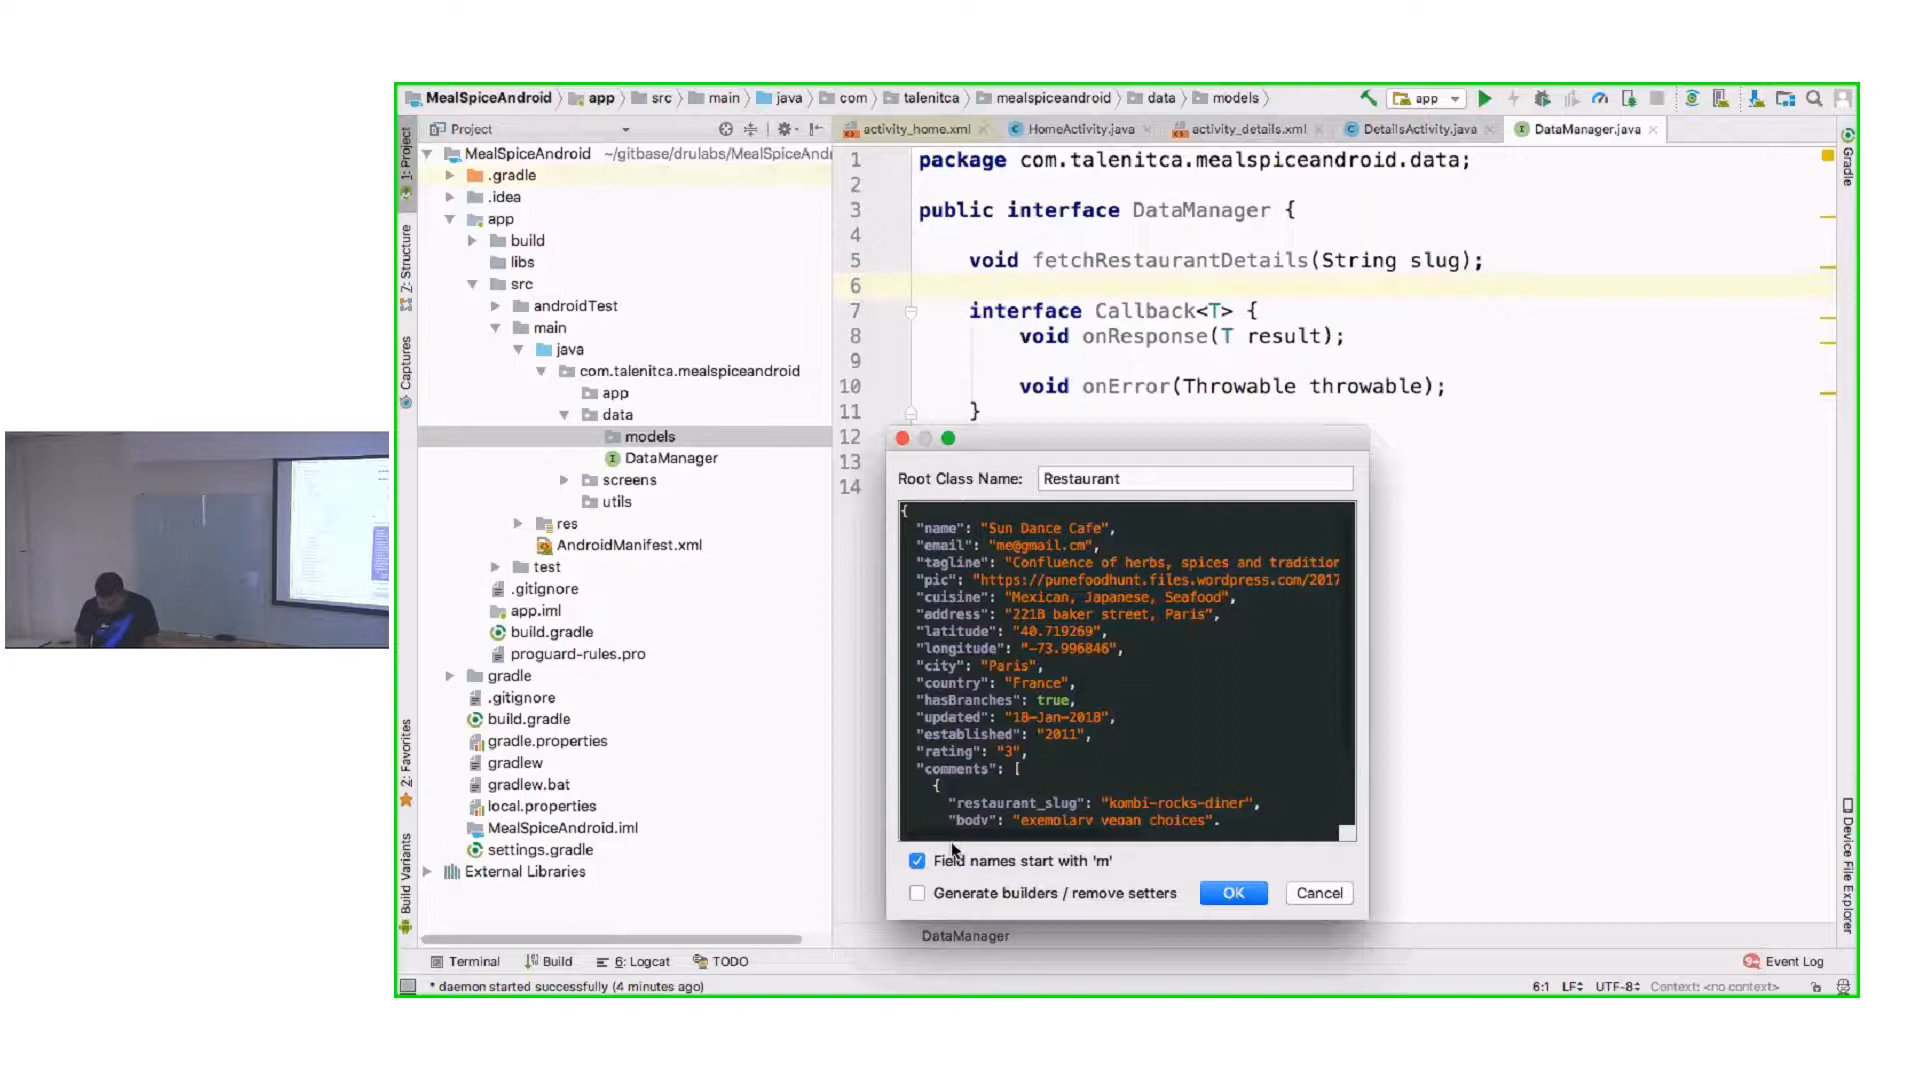 MealSpiceAndroid app src main java com talenitca mealspiceandroid data models
app
1: Project
Project
activity_home.xml
HomeActivity.java
activity_details.xml
DetailsActivity.java
DataManager.java
Gradle
MealSpiceAndroid ~/gitbase/drulabs/MealSpiceAnd
.gradle
.idea
app
build
libs
src
androidTest
main
java
com.talenitca.mealspiceandroid
app
data
models
DataManager
screens
utils
res
AndroidManifest.xml
test
.gitignore
app.iml
build.gradle
proguard-rules.pro
gradle
.gitignore
build.gradle
gradle.properties
gradlew
gradlew.bat
local.properties
MealSpiceAndroid.iml
settings.gradle
External Libraries
7: Structure
Captures
2: Favorites
Build Variants
1 package com.talenitca.mealspiceandroid.data;
2
3 public interface DataManager {
4
5 void fetchRestaurantDetails(String slug);
6
7 interface Callback<T> {
8 void onResponse(T result);
9
10 void onError(Throwable throwable);
11 }
12
13
14
Root Class Name: Restaurant
{
"name": "Sun Dance Cafe",
"email": "me@gmail.cm",
"tagline": "Confluence of herbs, spices and tradition
"pic": "https://punefoodhunt.files.wordpress.com/2017
"cuisine": "Mexican, Japanese, Seafood",
"address": "221B baker street, Paris",
"latitude": "40.719269",
"longitude": "-73.996846",
"city": "Paris",
"country": "France",
"hasBranches": true,
"updated": "18-Jan-2018",
"established": "2011",
"rating": "3",
"comments": [
{
"restaurant_slug": "kombi-rocks-diner",
"body": "exemplary vegan choices",
Field names start with 'm'
Generate builders / remove setters
OK
Cancel
Device File Explorer
DataManager
Terminal
Build
6: Logcat
TODO
Event Log
* daemon started successfully (4 minutes ago)
6:1 LF÷ UTF-8÷ Context: <no context>